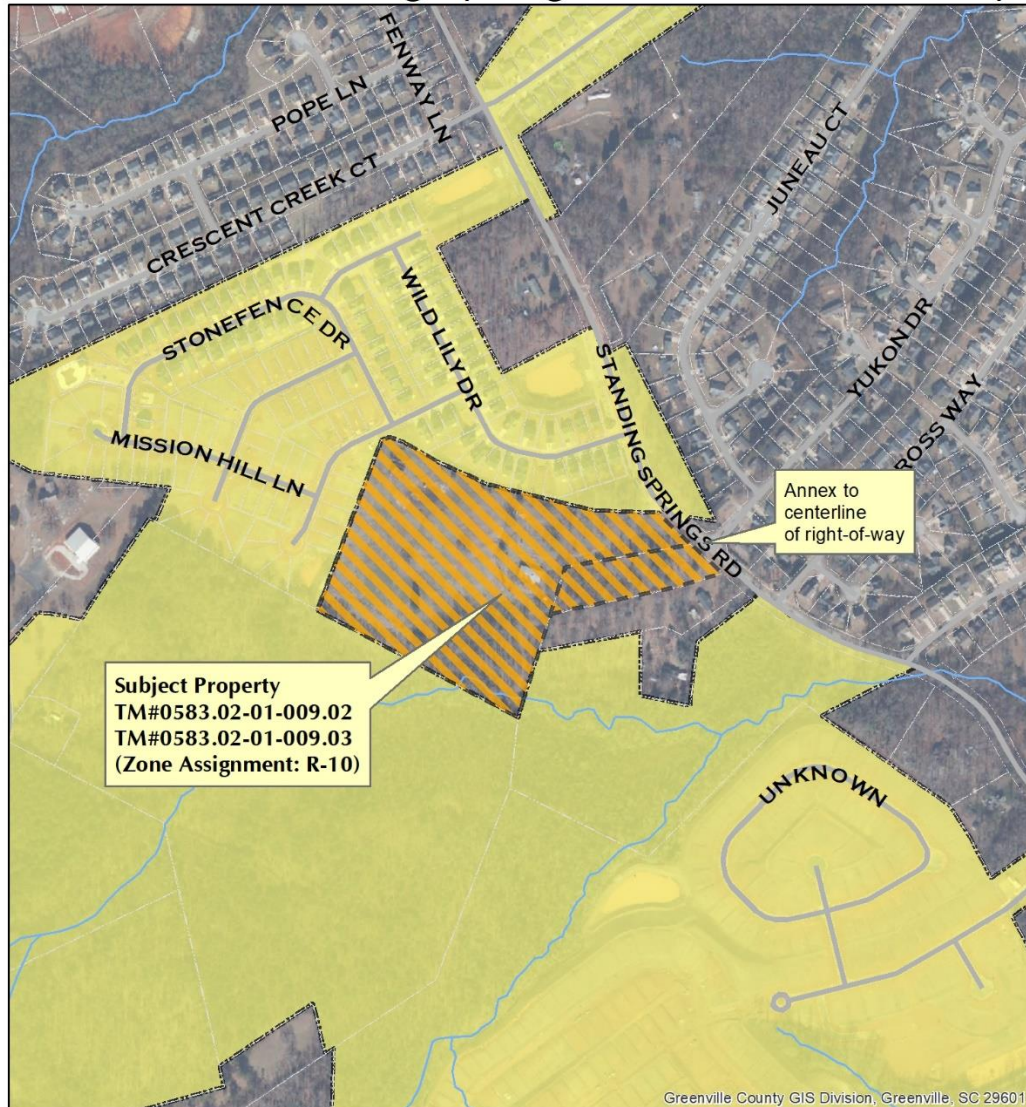 POPE LN
FENWAY LN
CRESCENT CREEK CT
JUNEAU CT
STONEFENCE DR
WILD LILY DR
YUKON DR
ROSS WAY
STANDING SPRINGS RD
MISSION HILL LN
Annex to
centerline
of right-of-way
Subject Property
TM#0583.02-01-009.02
TM#0583.02-01-009.03
(Zone Assignment: R-10)
UNKNOWN
Greenville County GIS Division, Greenville, SC 29601